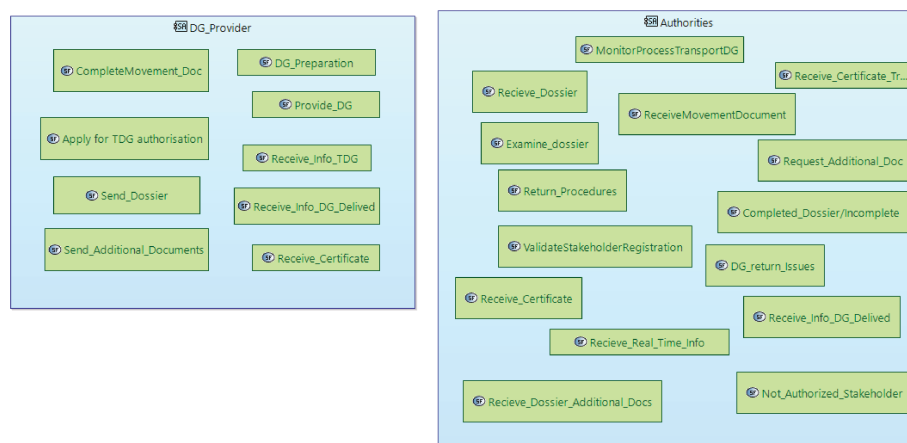 DG_Provider
CompleteMovement_Doc
DG_Preparation
Provide_DG
Apply for TDG authorisation
Receive_Info_TDG
Send_Dossier
Receive_Info_DG_Delived
Send_Additional_Documents
Receive_Certificate
Authorities
MonitorProcessTransportDG
Receive_Certificate_Tr...
Recieve_Dossier
ReceiveMovementDocument
Examine_dossier
Request_Additional_Doc
Return_Procedures
Completed_Dossier/Incomplete
ValidateStakeholderRegistration
DG_return_Issues
Receive_Certificate
Receive_Info_DG_Delived
Recieve_Real_Time_Info
Recieve_Dossier_Additional_Docs
Not_Authorized_Stakeholder